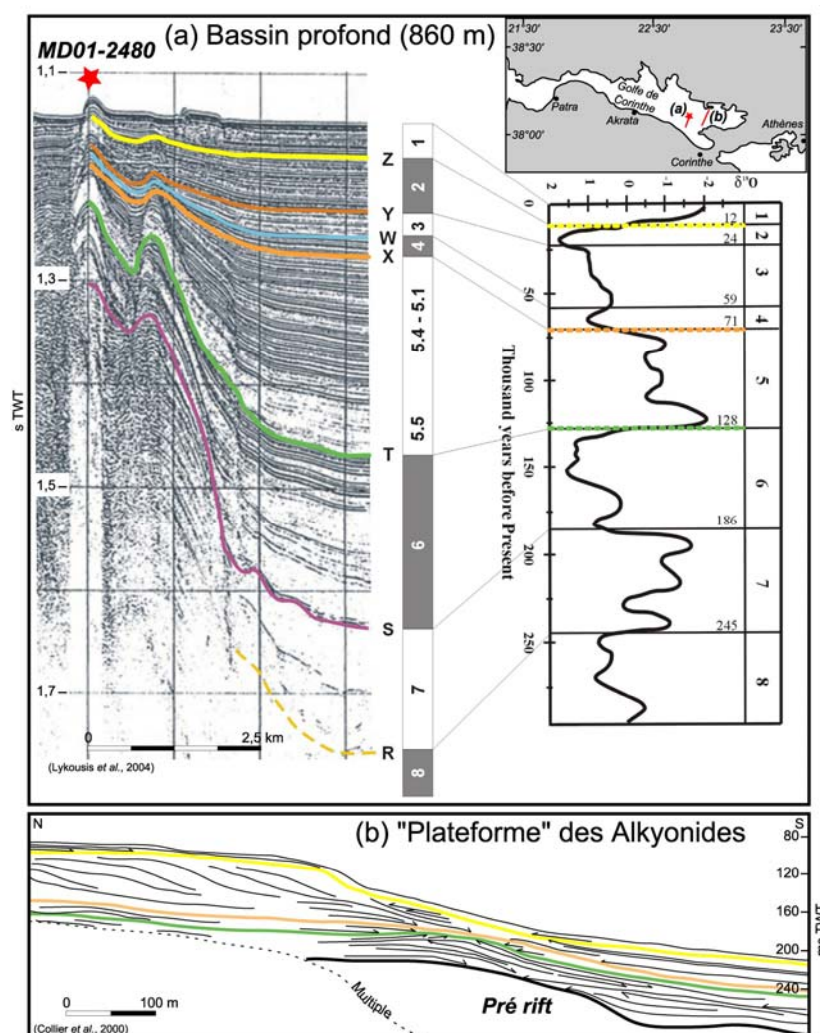 (a) Bassin profond (860 m)
MD01-2480
1,1
1,3
1,5
1,7
s TWT
Z
Y
W
X
T
S
R
0
2,5 km
(Lykousis et al., 2004)
1
2
3
4
5.4 - 5.1
5.5
6
7
8
21°30'
22°30'
23°30'
38°30'
38°00'
Golfe de
Corinthe
(a)
(b)
Patra
Akrata
Athènes
Corinthe
δ¹⁸O
2
1
0
-1
-2
0
50
100
150
200
250
Thousand years before Present
12
24
59
71
128
186
245
1
2
3
4
5
6
7
8
(b) "Plateforme" des Alkyonides
N
S
80
120
160
200
240
ms TWT
0
100 m
Multiple
Pré rift
(Collier et al., 2000)